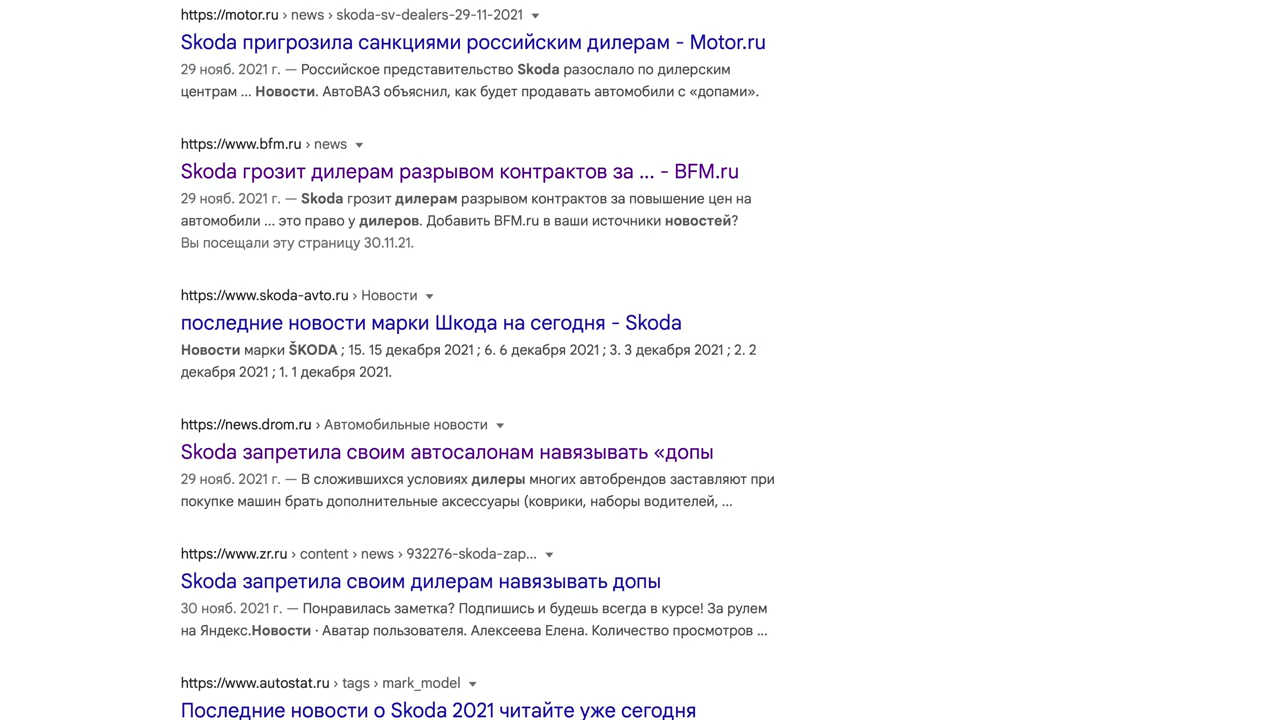 https://motor.ru › news › skoda-sv-dealers-29-11-2021
Skoda пригрозила санкциями российским дилерам - Motor.ru
29 нояб. 2021 г. — Российское представительство Skoda разослало по дилерским
центрам ... Новости. АвтоВАЗ объяснил, как будет продавать автомобили с «допами».
https://www.bfm.ru › news
Skoda грозит дилерам разрывом контрактов за ... - BFM.ru
29 нояб. 2021 г. — Skoda грозит дилерам разрывом контрактов за повышение цен на
автомобили ... это право у дилеров. Добавить BFM.ru в ваши источники новостей?
Вы посещали эту страницу 30.11.21.
https://www.skoda-avto.ru › Новости
последние новости марки Шкода на сегодня - Skoda
Новости марки ŠKODA ; 15. 15 декабря 2021 ; 6. 6 декабря 2021 ; 3. 3 декабря 2021 ; 2. 2
декабря 2021 ; 1. 1 декабря 2021.
https://news.drom.ru › Автомобильные новости
Skoda запретила своим автосалонам навязывать «допы
29 нояб. 2021 г. — В сложившихся условиях дилеры многих автобрендов заставляют при
покупке машин брать дополнительные аксессуары (коврики, наборы водителей, ...
https://www.zr.ru › content › news › 932276-skoda-zap...
Skoda запретила своим дилерам навязывать допы
30 нояб. 2021 г. — Понравилась заметка? Подпишись и будешь всегда в курсе! За рулем
на Яндекс.Новости · Аватар пользователя. Алексеева Елена. Количество просмотров ...
https://www.autostat.ru › tags › mark_model
Последние новости о Skoda 2021 читайте уже сегодня